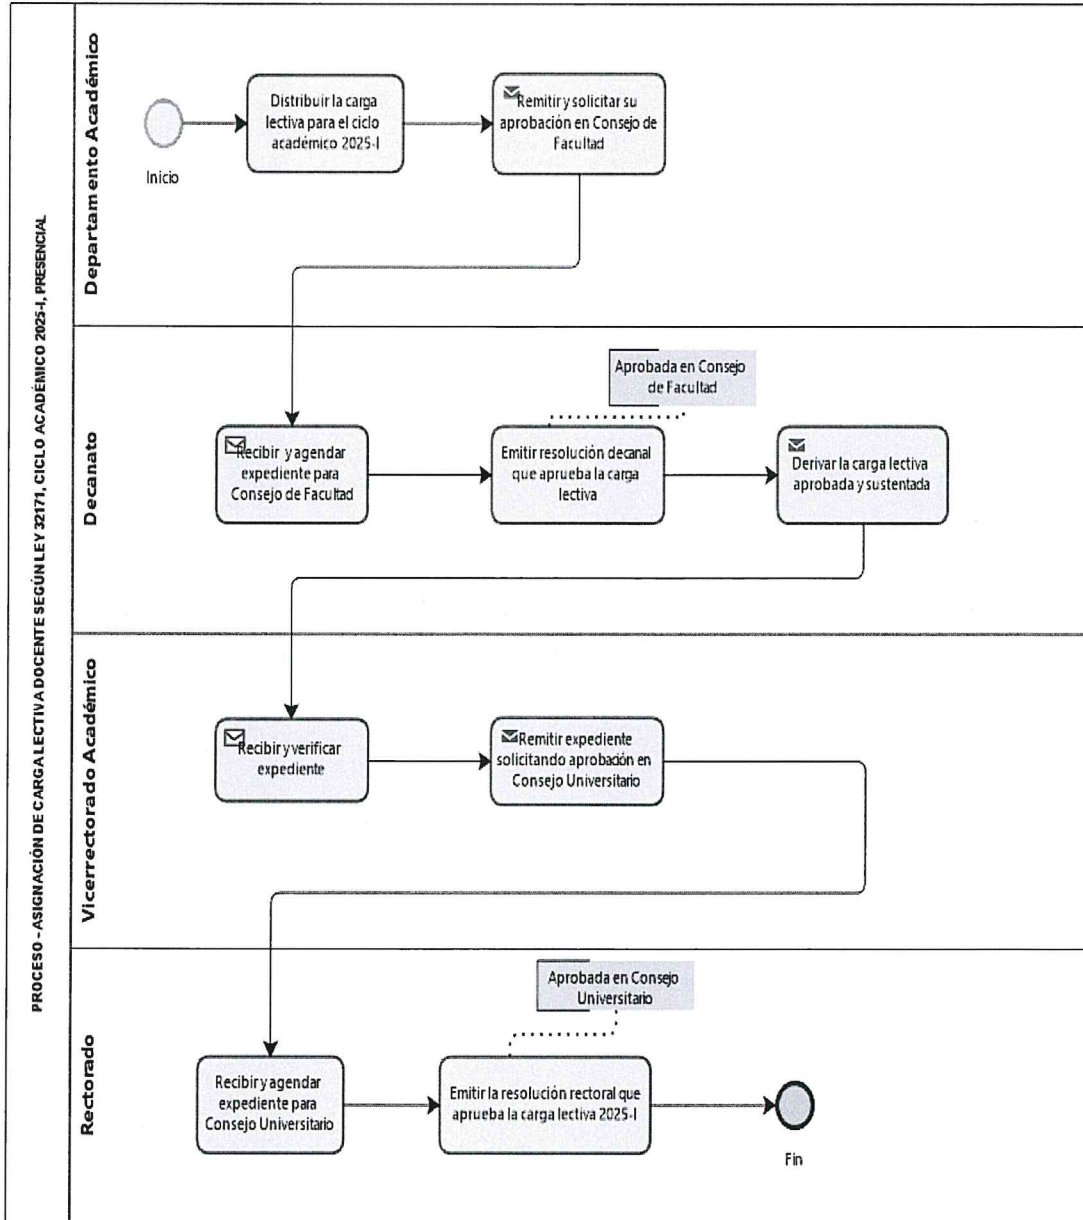 PROCESO - ASIGNACIÓN DE CARGA LECTIVA DOCENTE SEGÚN LEY 32171, CICLO ACADÉMICO 2025-I, PRESENCIAL
Departamento Académico
Inicio
Distribuir la carga
lectiva para el ciclo
académico 2025-I
Remitir y solicitar su
aprobación en Consejo de
Facultad
Decanato
Recibir y agendar
expediente para
Consejo de Facultad
Aprobada en Consejo
de Facultad
Emitir resolución decanal
que aprueba la carga
lectiva
Derivar la carga lectiva
aprobada y sustentada
Vicerrectorado Académico
Recibir y verificar
expediente
Remitir expediente
solicitando aprobación en
Consejo Universitario
Rectorado
Recibir y agendar
expediente para
Consejo Universitario
Aprobada en Consejo
Universitario
Emitir la resolución rectoral que
aprueba la carga lectiva 2025-I
Fin